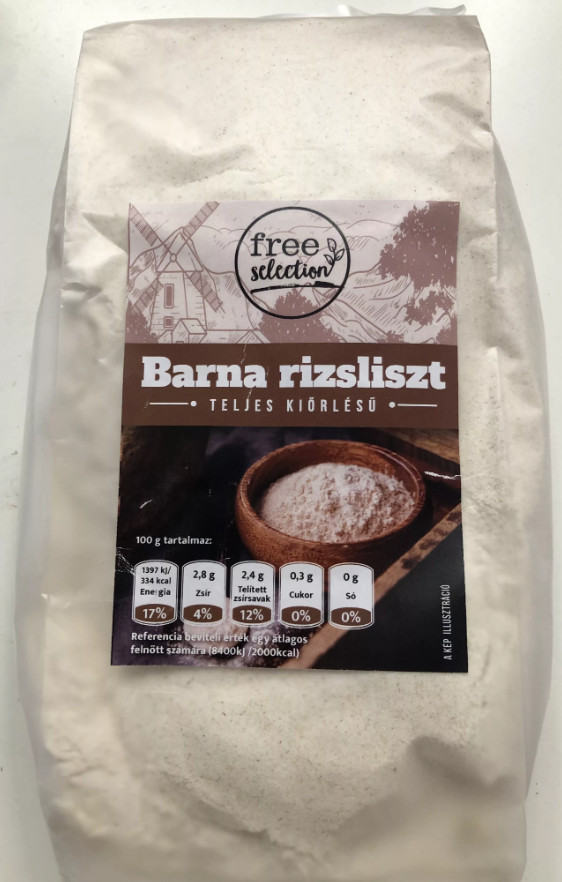 free
selection
Barna rizsliszt
TELJES KIŐRLÉSŰ
100 g tartalmaz:
1397 kJ/
334 kcal
Energia
17%
2,8 g
Zsír
4%
2,4 g
Telített
zsírsavak
12%
0,3 g
Cukor
0%
0 g
Só
0%
Referencia beviteli érték egy átlagos
felnőtt számára (8400kJ /2000kcal)
A KÉP ILLUSZTRÁCIÓ